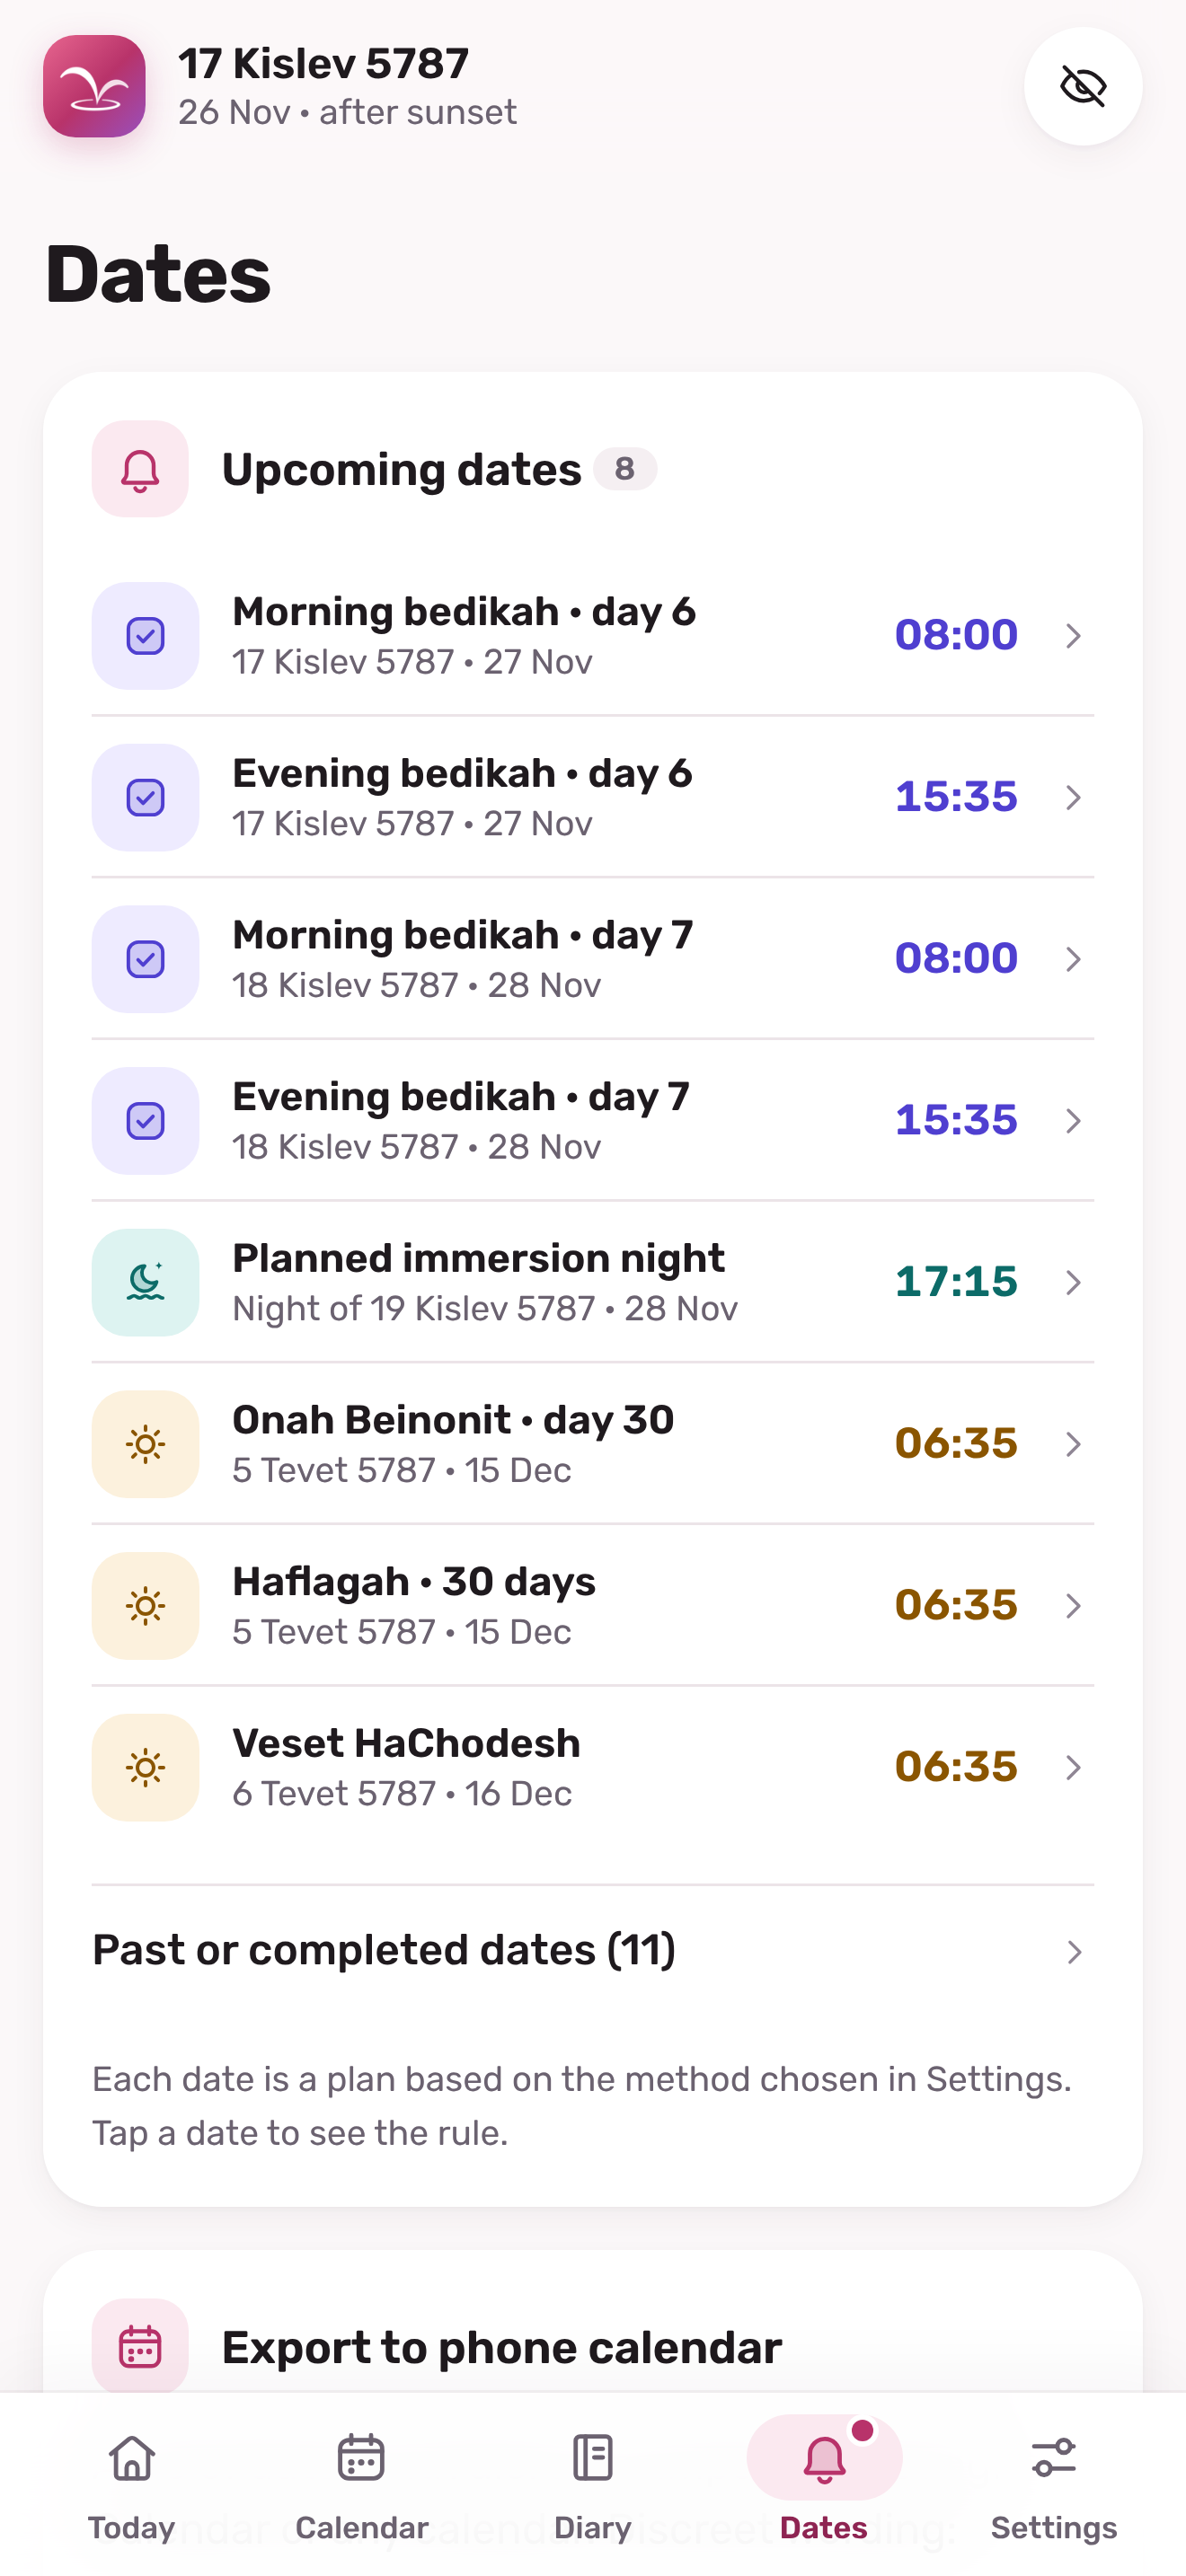 17 Kislev 5787
26 Nov • after sunset
Dates
Upcoming dates 8
Morning bedikah • day 6
17 Kislev 5787 • 27 Nov
08:00
Evening bedikah • day 6
17 Kislev 5787 • 27 Nov
15:35
Morning bedikah • day 7
18 Kislev 5787 • 28 Nov
08:00
Evening bedikah • day 7
18 Kislev 5787 • 28 Nov
15:35
Planned immersion night
Night of 19 Kislev 5787 • 28 Nov
17:15
Onah Beinonit • day 30
5 Tevet 5787 • 15 Dec
06:35
Haflagah • 30 days
5 Tevet 5787 • 15 Dec
06:35
Veset HaChodesh
6 Tevet 5787 • 16 Dec
06:35
Past or completed dates (11)
Each date is a plan based on the method chosen in Settings.
Tap a date to see the rule.
Export to phone calendar
Today
Calendar
Diary
Dates
Settings